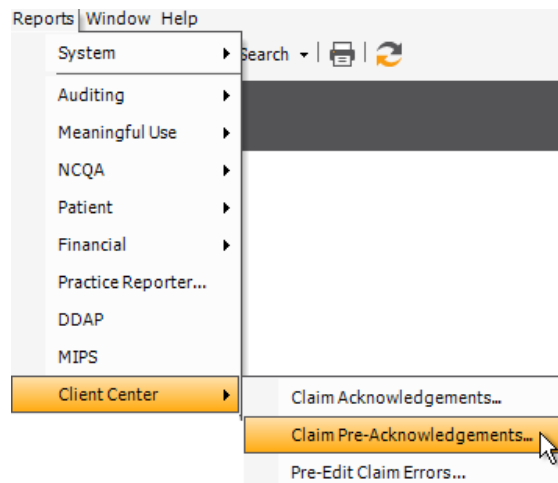 Reports Window Help
System
Search
Auditing
Meaningful Use
NCQA
Patient
Financial
Practice Reporter...
DDAP
MIPS
Client Center
Claim Acknowledgements...
Claim Pre-Acknowledgements...
Pre-Edit Claim Errors...